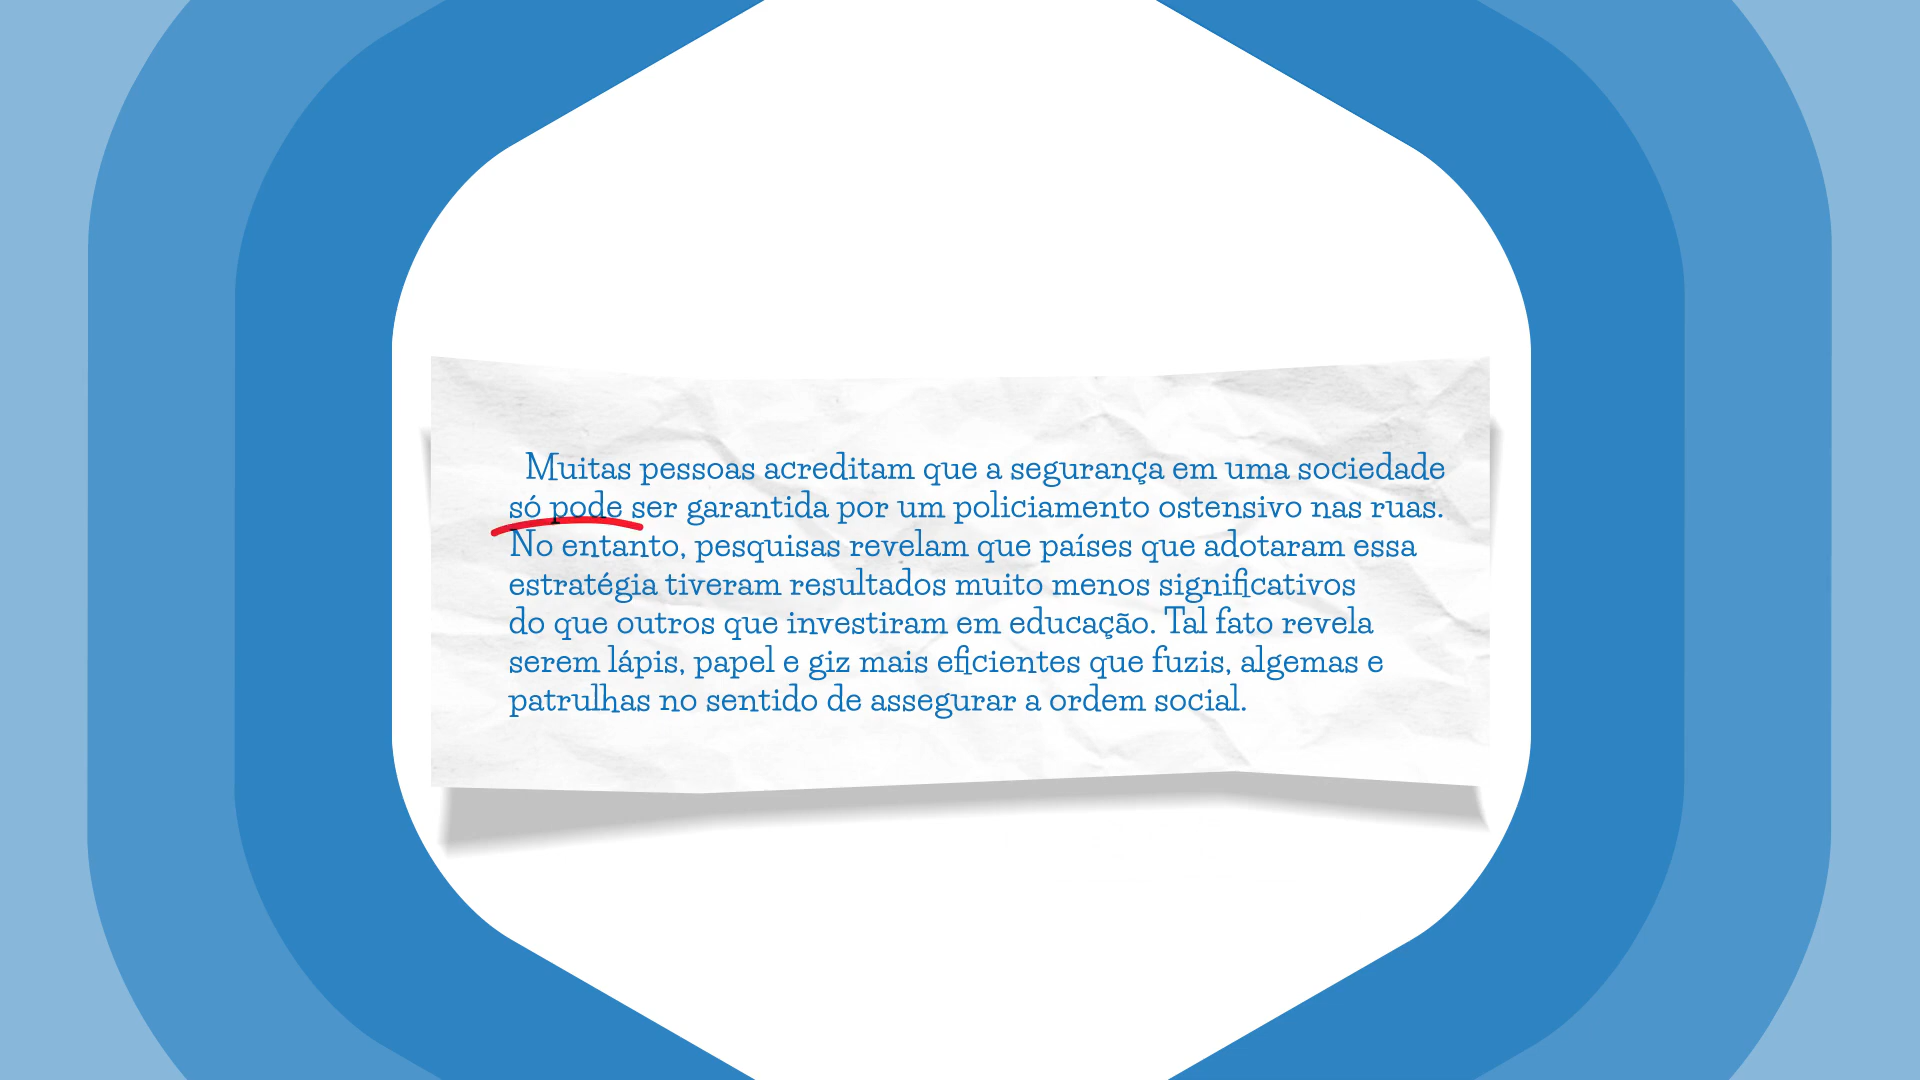 Muitas pessoas acreditam que a segurança em uma sociedade
só pode ser garantida por um policiamento ostensivo nas ruas.
No entanto, pesquisas revelam que países que adotaram essa
estratégia tiveram resultados muito menos significativos
do que outros que investiram em educação. Tal fato revela
serem lápis, papel e giz mais eficientes que fuzis, algemas e
patrulhas no sentido de assegurar a ordem social.